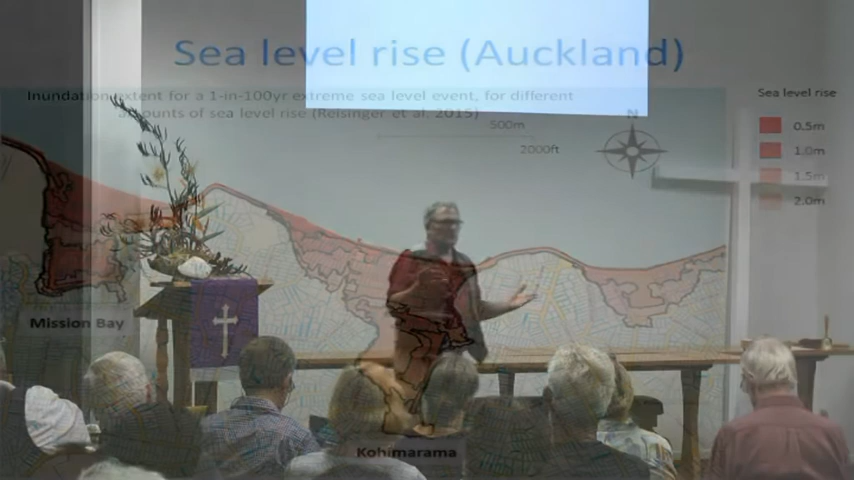 Sea level rise (Auckland)
Inundation extent for a 1-in-100yr extreme sea level event, for different
amounts of sea level rise (Reisinger et al. 2015)
Sea level rise
N
500m
2000ft
0.5m
1.0m
1.5m
2.0m
Mission Bay
Kohimarama